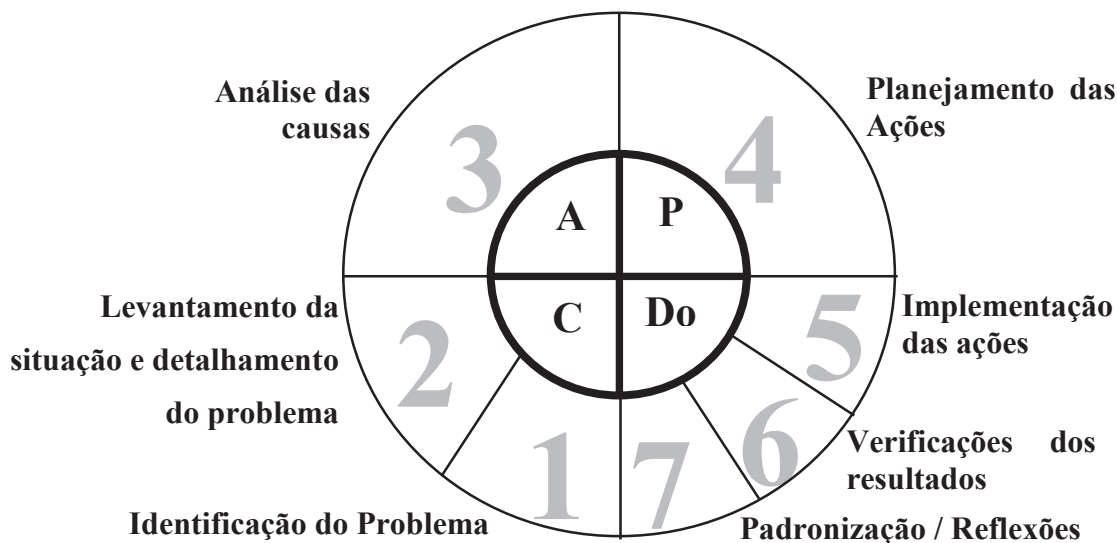 Análise das
causas
3
Planejamento das
Ações
4
A
P
C
Do
Levantamento da
situação e detalhamento
do problema
2
Implementação
das ações
5
1
Identificação do Problema
6
Verificações dos
resultados
7
Padronização / Reflexões